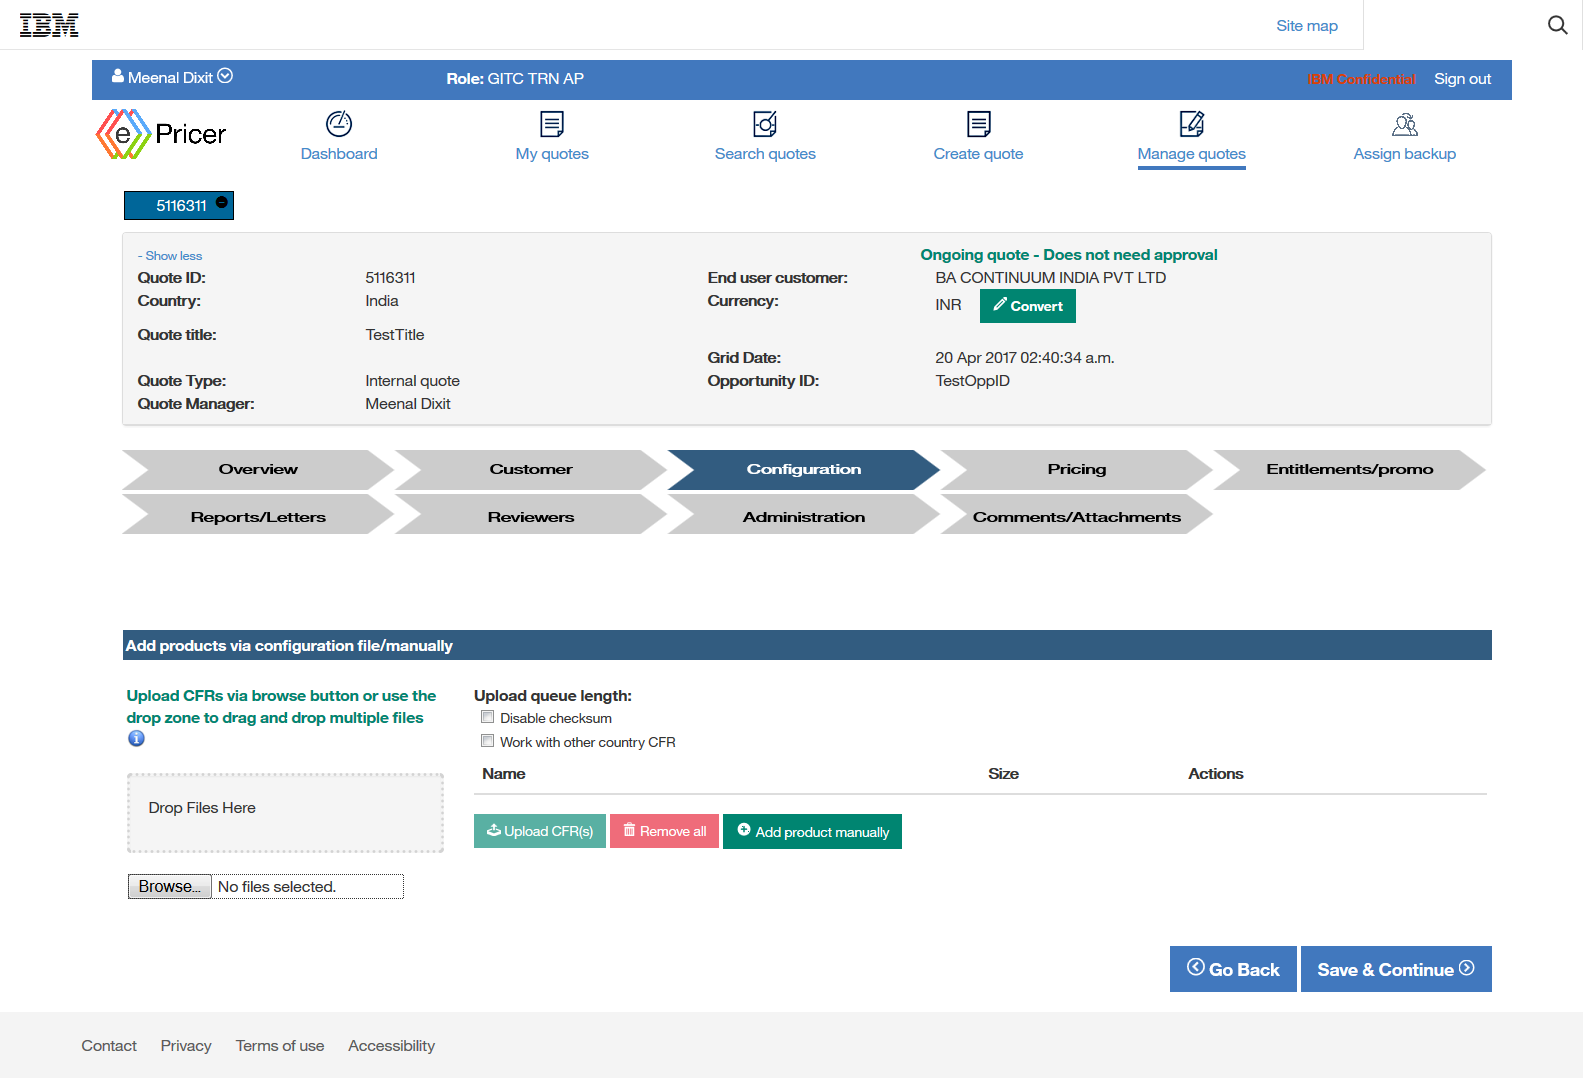 IBM
Site map
Meenal Dixit
Role: GITC TRN AP
IBM Confidential
Sign out
e Pricer
Dashboard
My quotes
Search quotes
Create quote
Manage quotes
Assign backup
5116311
- Show less
Ongoing quote - Does not need approval
Quote ID: 5116311
End user customer: BA CONTINUUM INDIA PVT LTD
Country: India
Currency: INR Convert
Quote title: TestTitle
Grid Date: 20 Apr 2017 02:40:34 a.m.
Quote Type: Internal quote
Opportunity ID: TestOppID
Quote Manager: Meenal Dixit
Overview
Customer
Configuration
Pricing
Entitlements/promo
Reports/Letters
Reviewers
Administration
Comments/Attachments
Add products via configuration file/manually
Upload CFRs via browse button or use the
drop zone to drag and drop multiple files
Drop Files Here
Browse... No files selected.
Upload queue length:
Disable checksum
Work with other country CFR
Name Size Actions
Upload CFR(s)
Remove all
Add product manually
Go Back
Save & Continue
Contact Privacy Terms of use Accessibility